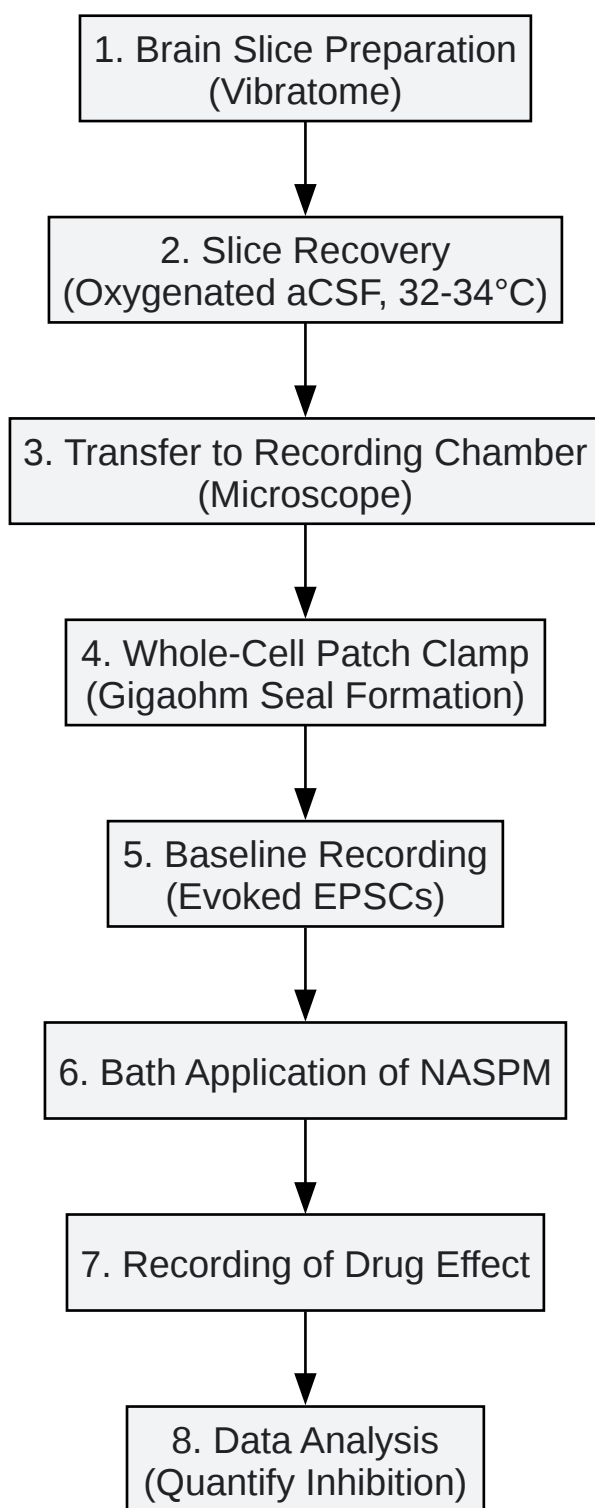 1. Brain Slice Preparation
(Vibratome)
2. Slice Recovery
(Oxygenated aCSF, 32-34°C)
3. Transfer to Recording Chamber
(Microscope)
4. Whole-Cell Patch Clamp
(Gigaohm Seal Formation)
5. Baseline Recording
(Evoked EPSCs)
6. Bath Application of NASPM
7. Recording of Drug Effect
8. Data Analysis
(Quantify Inhibition)